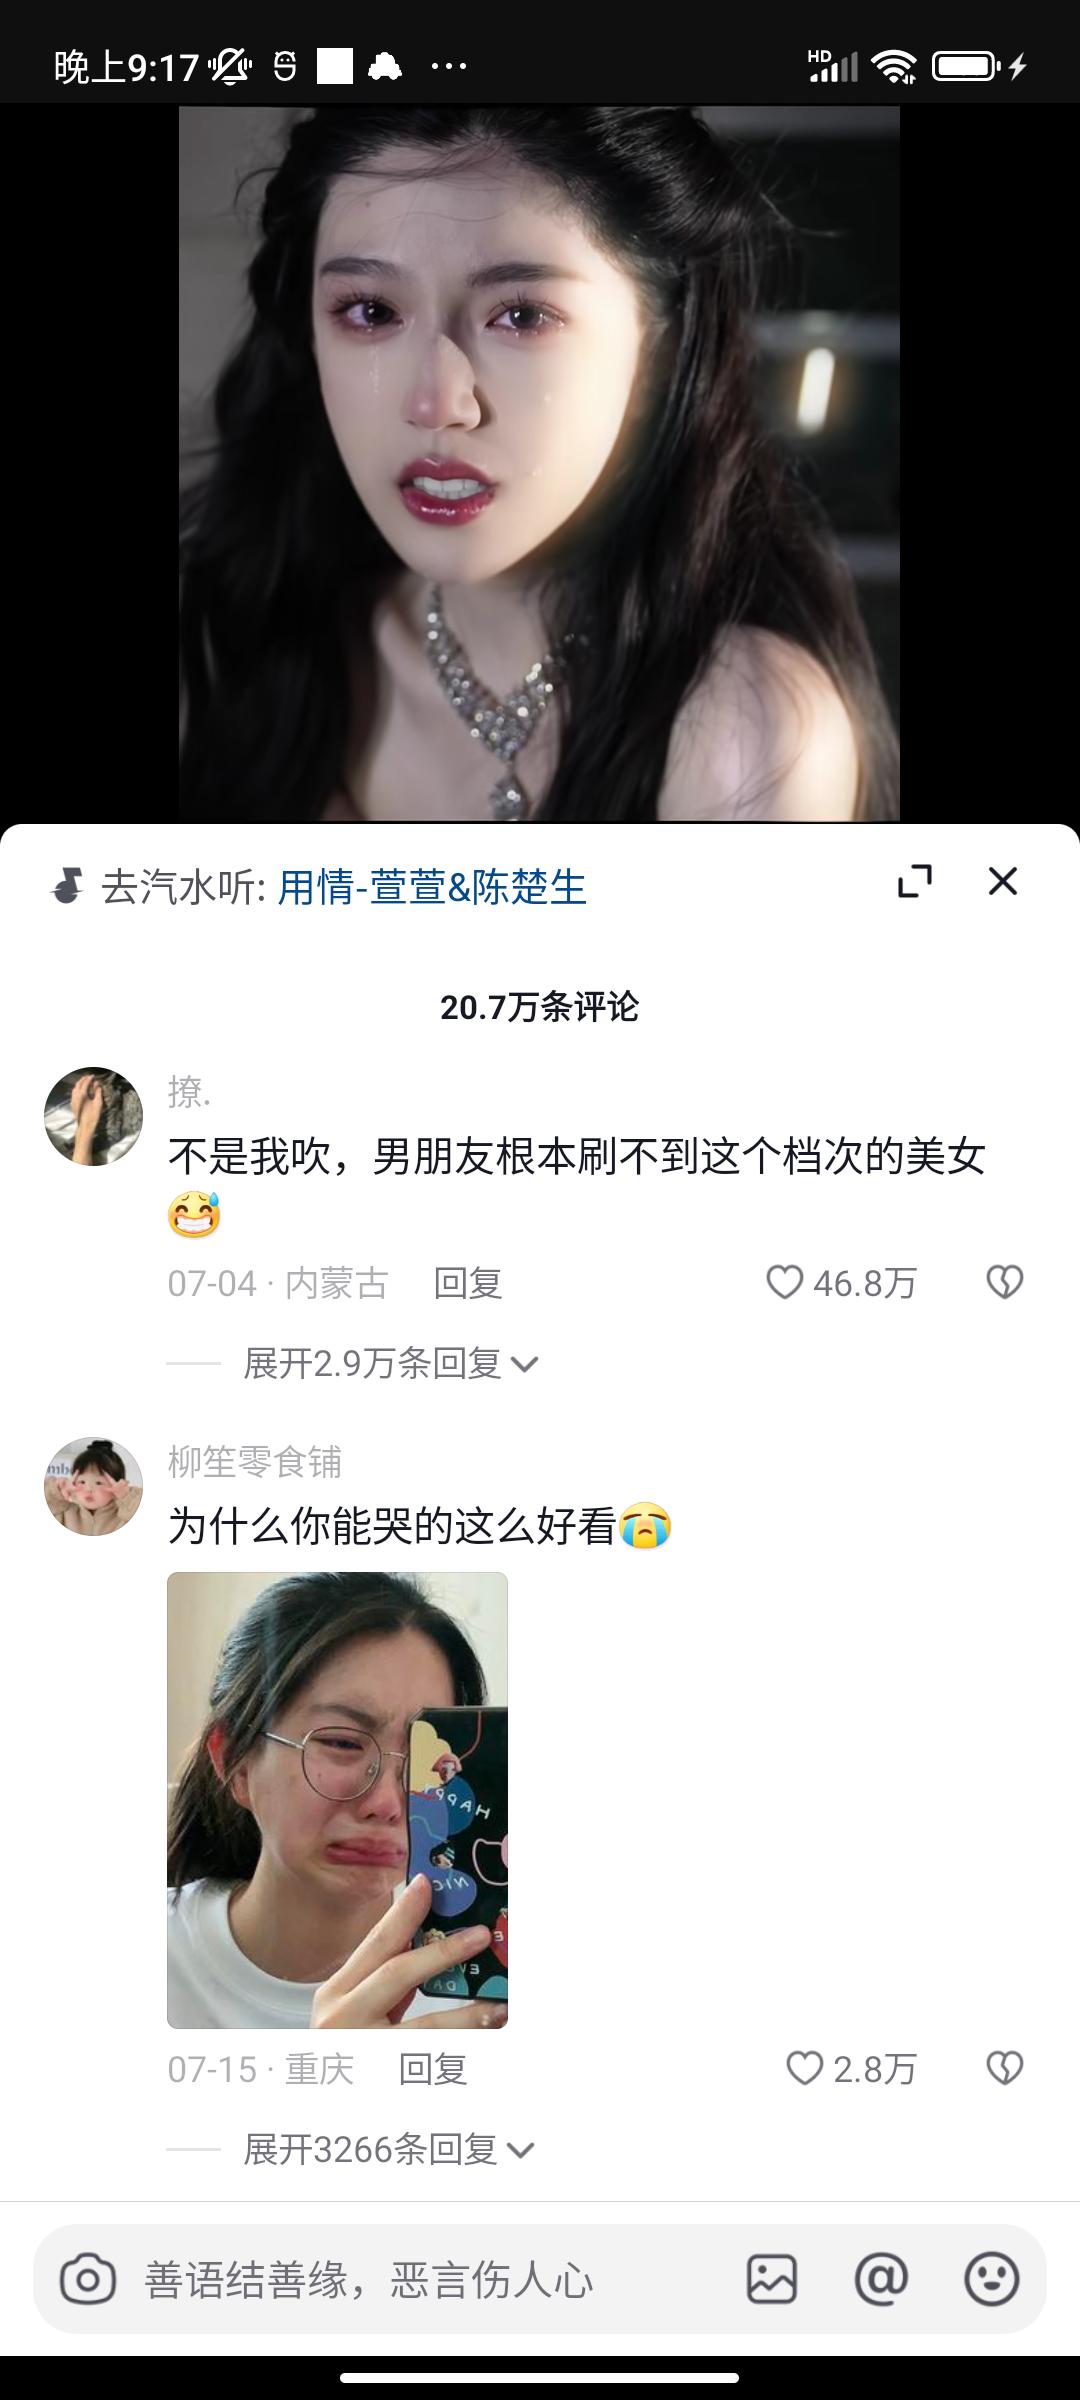 晚上9:17
HD
去汽水听: 用情-萱萱&陈楚生
20.7万条评论
撩.
不是我吹，男朋友根本刷不到这个档次的美女
😅
07-04 · 内蒙古 回复 46.8万
展开2.9万条回复
柳笙零食铺
为什么你能哭的这么好看😭
HAPPY
NIC
07-15 · 重庆 回复 2.8万
展开3266条回复
善语结善缘，恶言伤人心
@